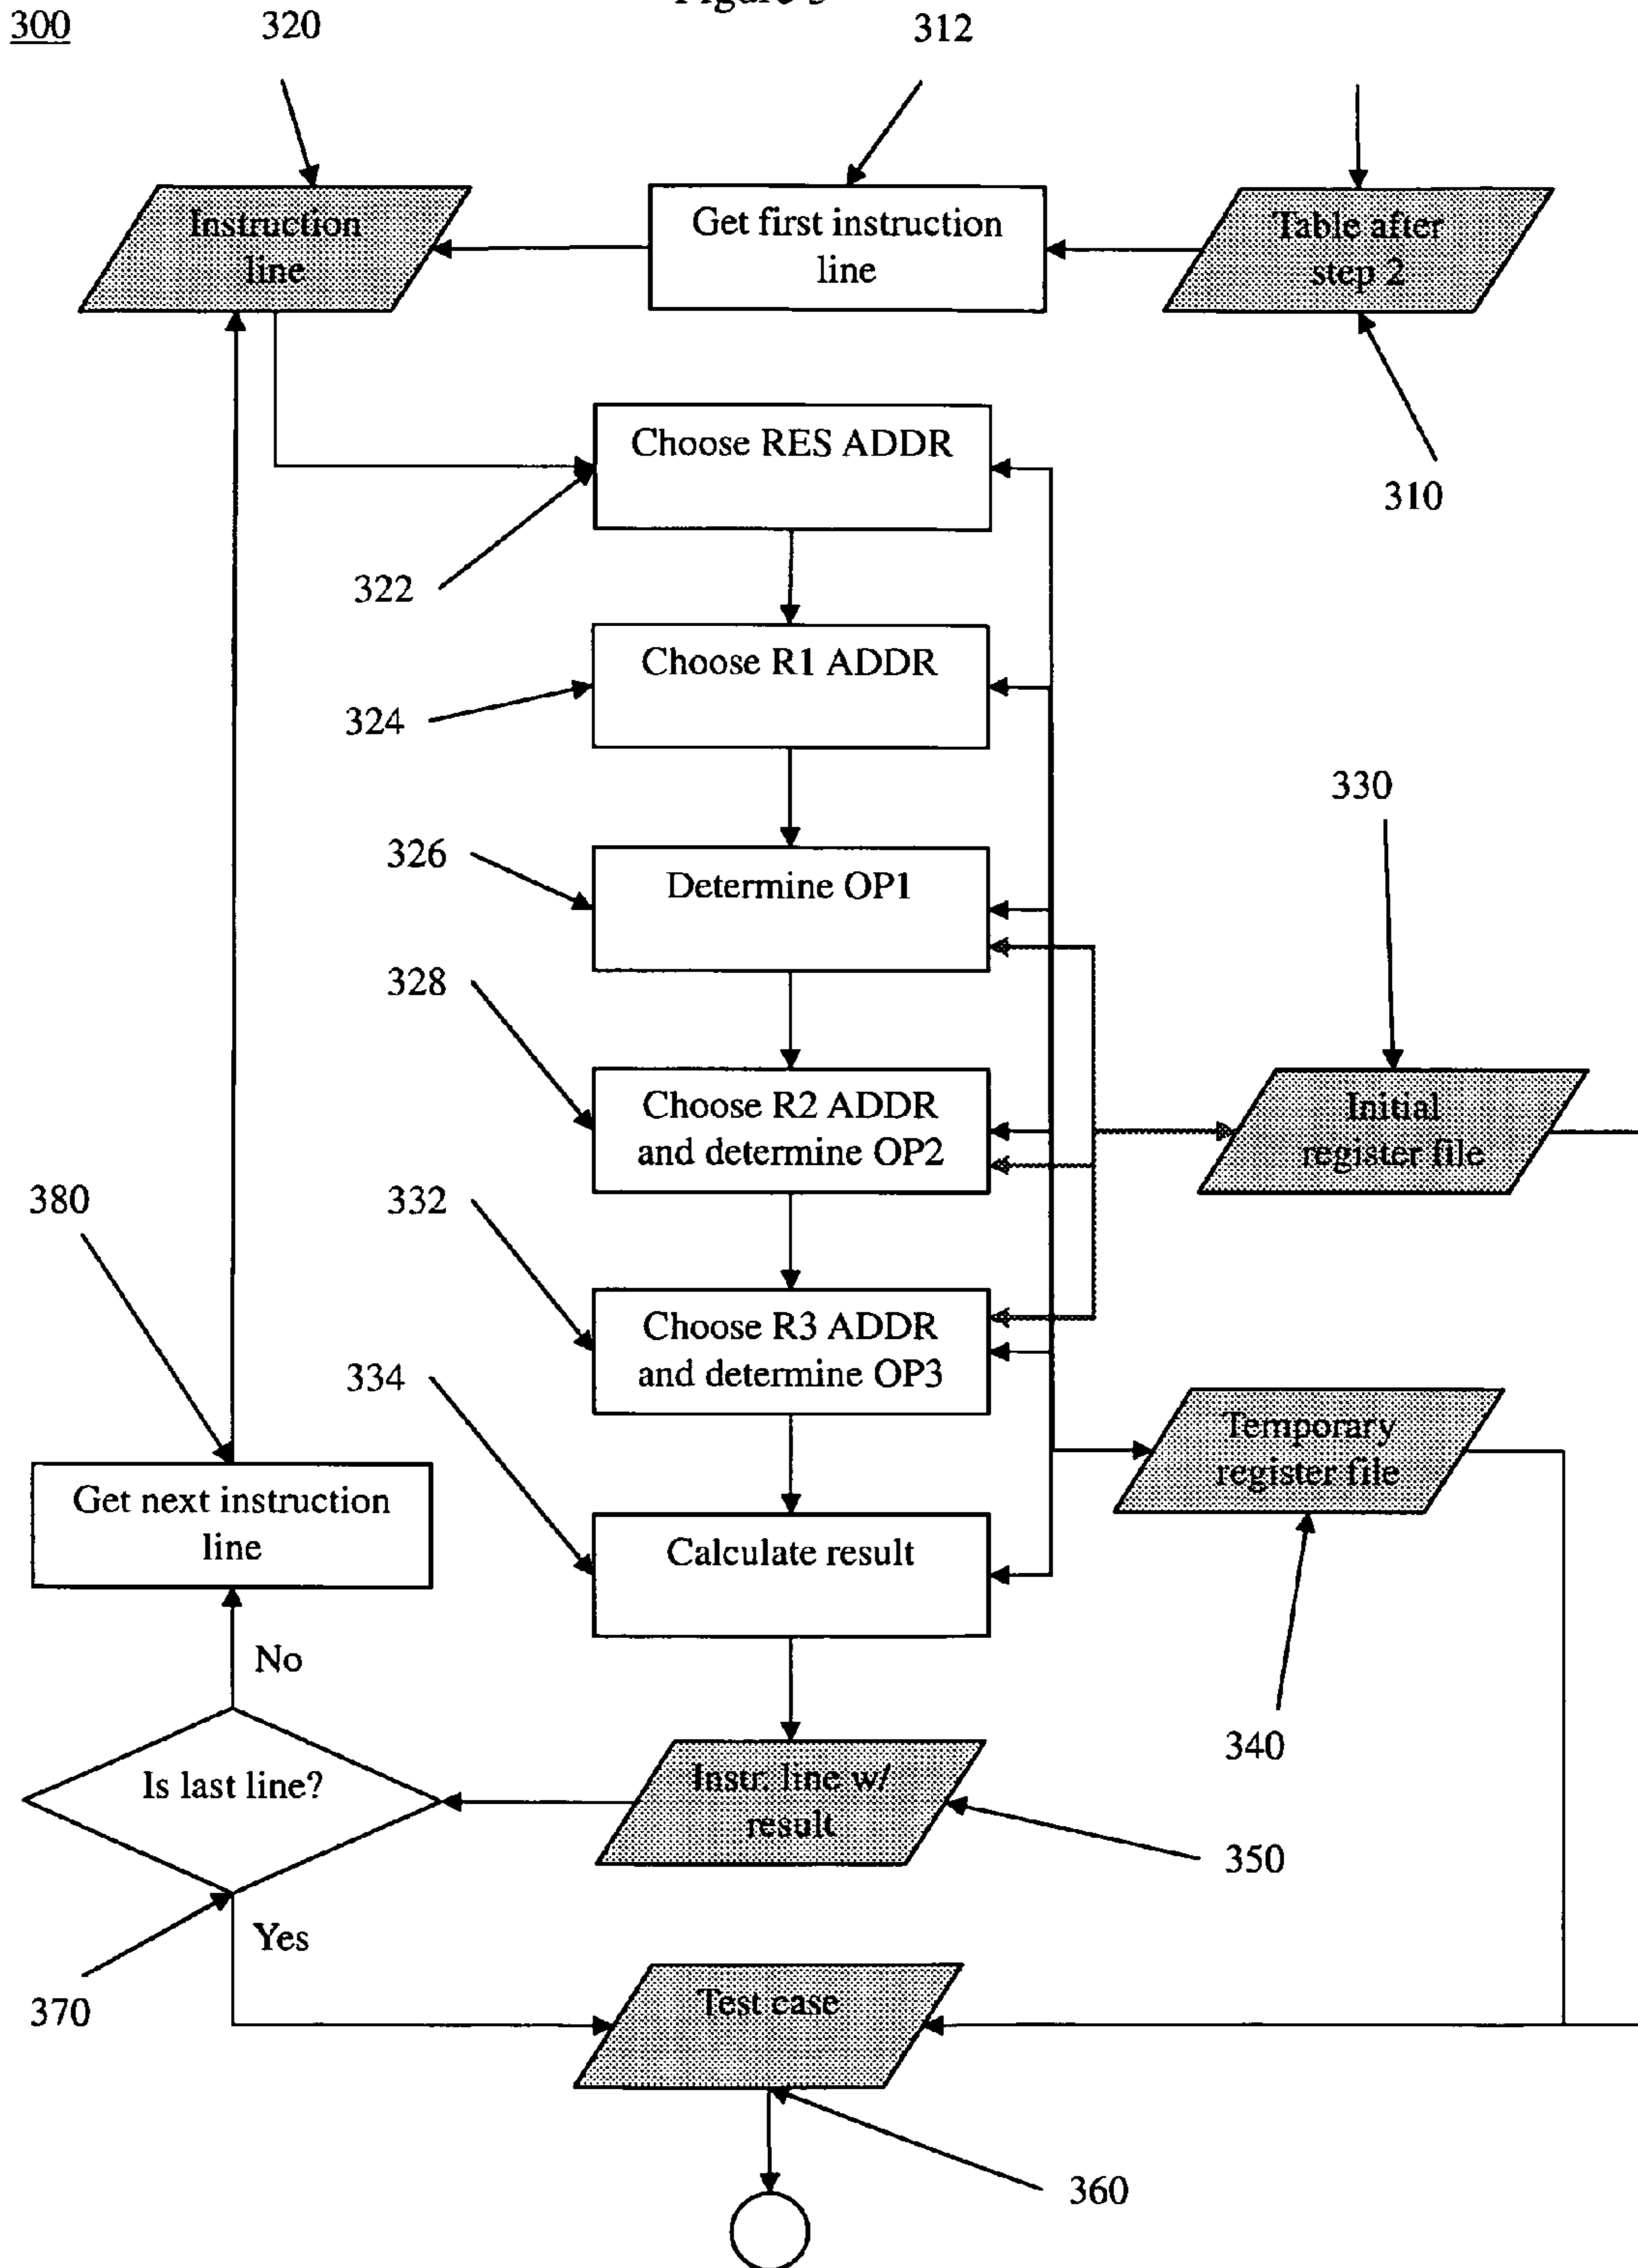 300
320
312
Instruction
line
Get first instruction
line
Table after
step 2
310
Choose RES ADDR
322
Choose R1 ADDR
324
330
326
Determine OP1
328
Choose R2 ADDR
and determine OP2
Initial
register file
380
332
Choose R3 ADDR
and determine OP3
334
Temporary
register file
Get next instruction
line
Calculate result
No
340
Is last line?
Instr. line w/
result
350
Yes
370
Test case
360